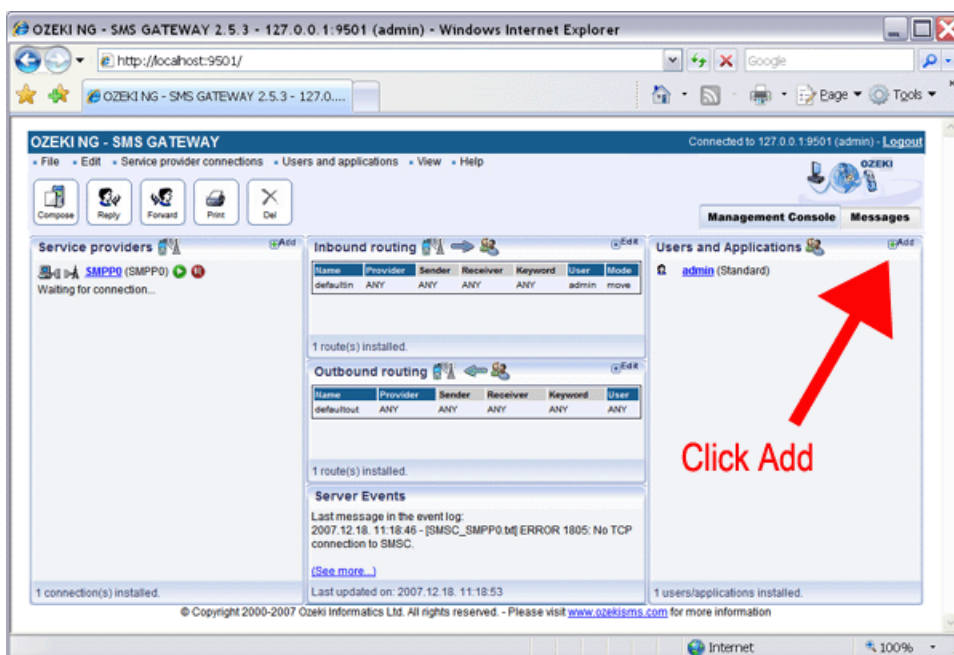 OZEKI NG - SMS GATEWAY 2.5.3 - 127.0.0.1:9501 (admin) - Windows Internet Explorer
http://localhost:9501/
Google
OZEKI NG - SMS GATEWAY 2.5.3 - 127.0....
Page
Tools
OZEKI NG - SMS GATEWAY
Connected to 127.0.0.1:9501 (admin) - Logout
File Edit Service provider connections Users and applications View Help
OZEKI
Compose Reply Forward Print Del
Management Console Messages
Service providers Add
SMPP0 (SMPP0)
Waiting for connection...
1 connection(s) installed.
Inbound routing Edit
Name Provider Sender Receiver Keyword User Mode
defaultin ANY ANY ANY ANY admin move
1 route(s) installed.
Outbound routing Edit
Name Provider Sender Receiver Keyword User
defaultout ANY ANY ANY ANY ANY
1 route(s) installed.
Server Events
Last message in the event log:
2007.12.18. 11:18:46 - [SMSC_SMPP0.txt] ERROR 1805: No TCP
connection to SMSC.
(See more...)
Last updated on: 2007.12.18. 11:18:53
Users and Applications Add
admin (Standard)
Click Add
1 users/applications installed.
© Copyright 2000-2007 Ozeki Informatics Ltd. All rights reserved. - Please visit www.ozekisms.com for more information
Internet
100%